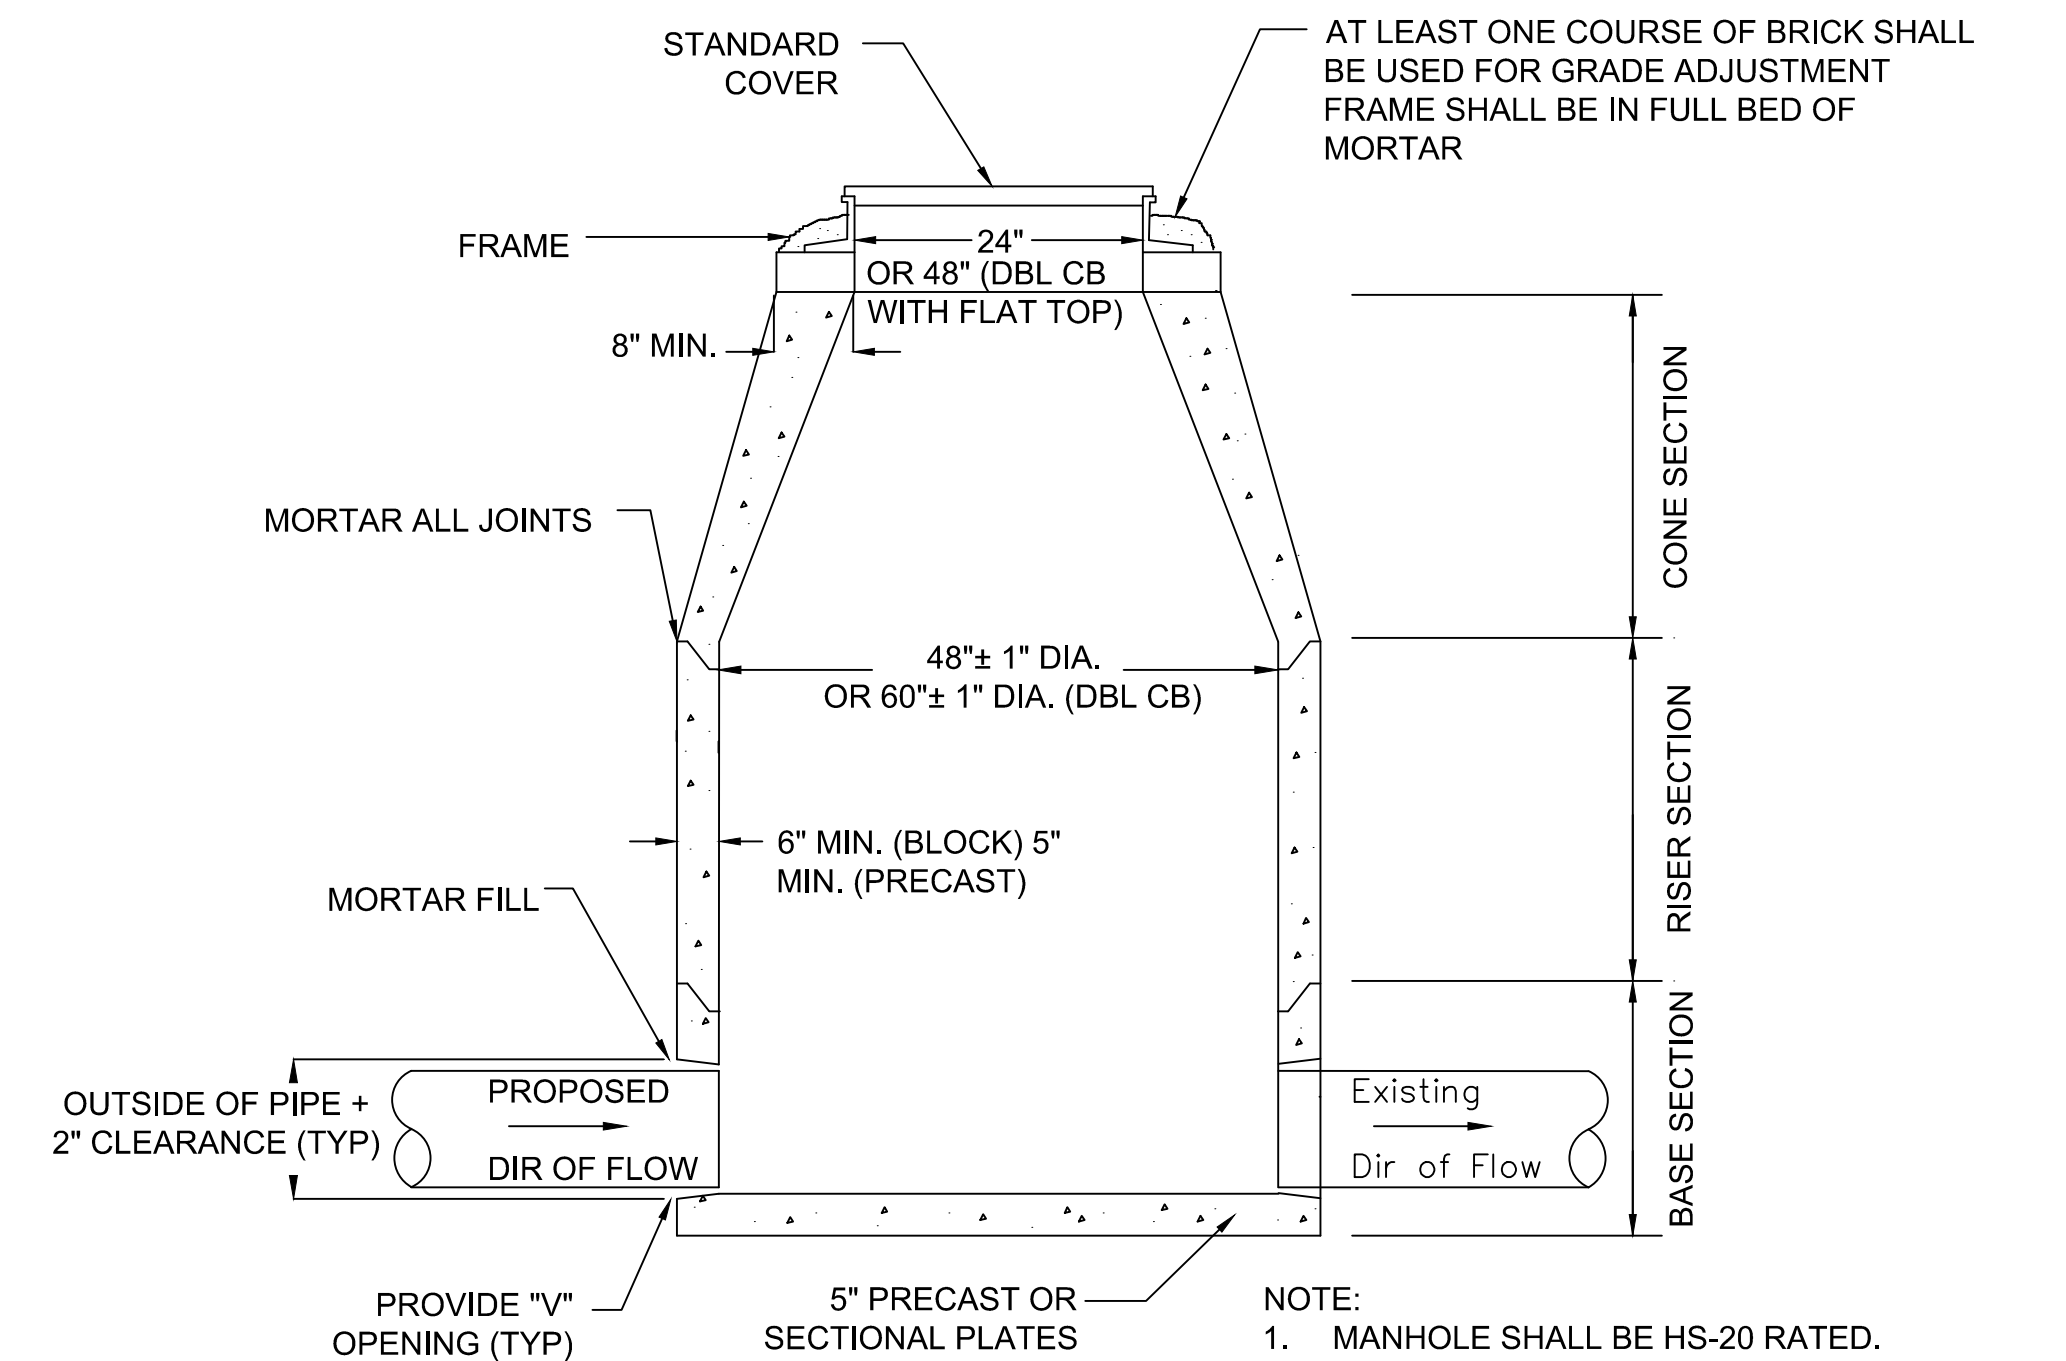 STANDARD
COVER
AT LEAST ONE COURSE OF BRICK SHALL
BE USED FOR GRADE ADJUSTMENT
FRAME SHALL BE IN FULL BED OF
MORTAR
FRAME
24"
OR 48" (DBL CB
WITH FLAT TOP)
8" MIN.
CONE SECTION
MORTAR ALL JOINTS
48"± 1" DIA.
OR 60"± 1" DIA. (DBL CB)
RISER SECTION
6" MIN. (BLOCK) 5"
MIN. (PRECAST)
MORTAR FILL
BASE SECTION
OUTSIDE OF PIPE +
2" CLEARANCE (TYP)
PROPOSED
DIR OF FLOW
Existing
Dir of Flow
PROVIDE "V"
OPENING (TYP)
5" PRECAST OR
SECTIONAL PLATES
NOTE:
1. MANHOLE SHALL BE HS-20 RATED.